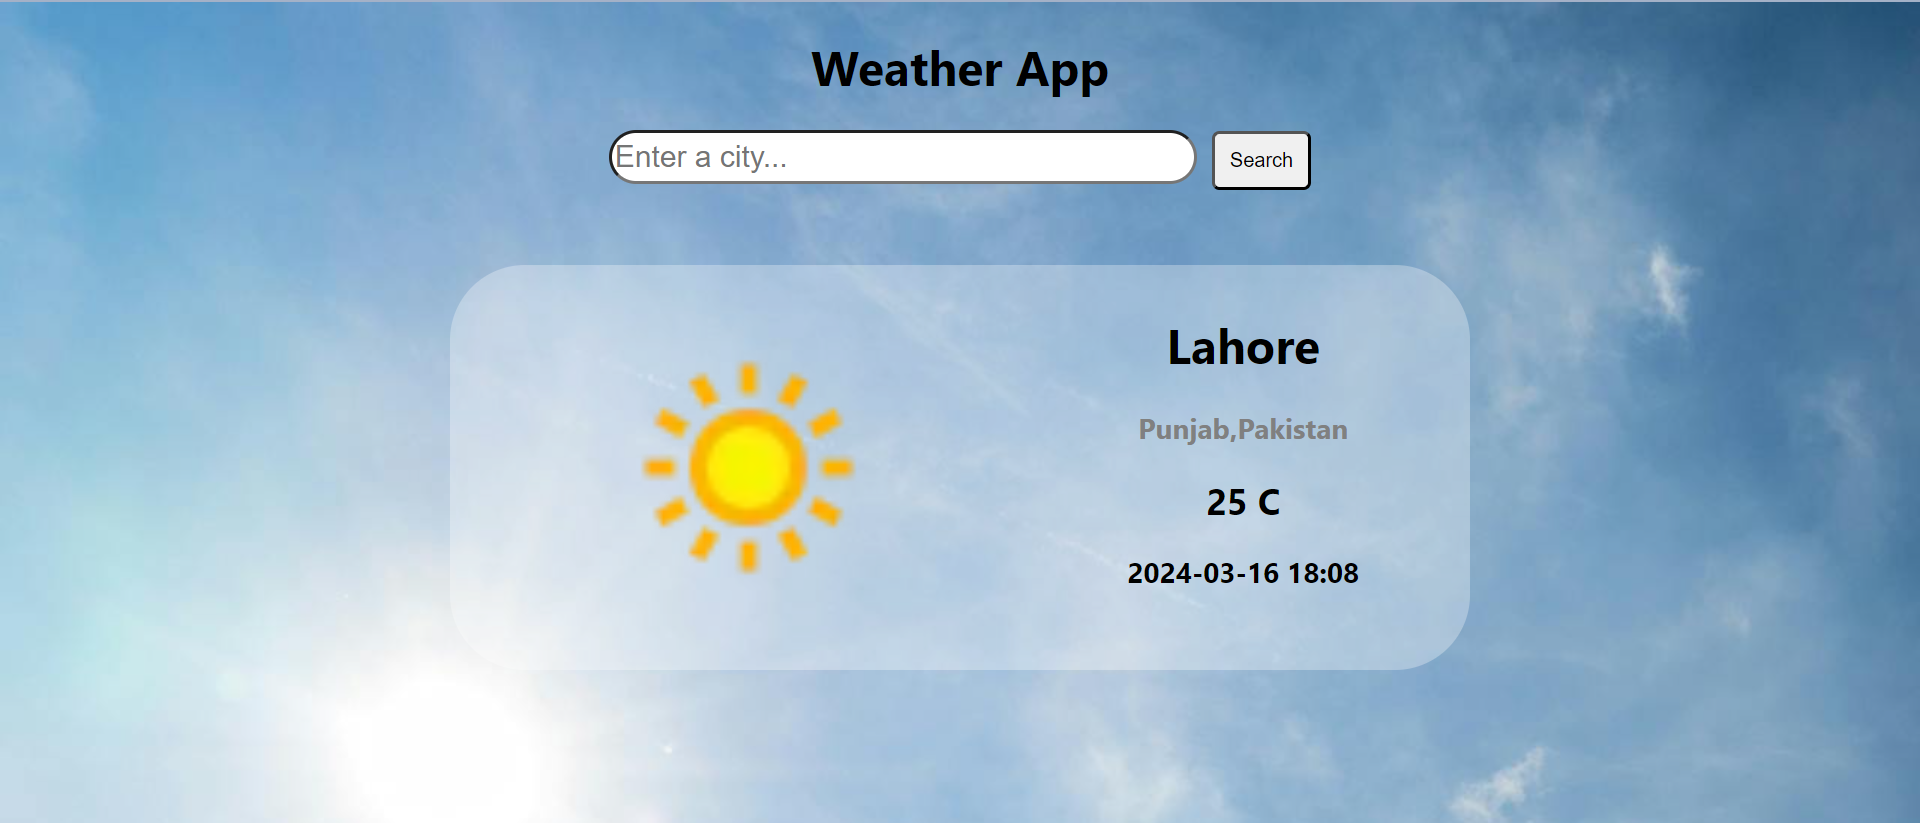 Weather App
Enter a city...
Search
Lahore
Punjab,Pakistan
25 C
2024-03-16 18:08